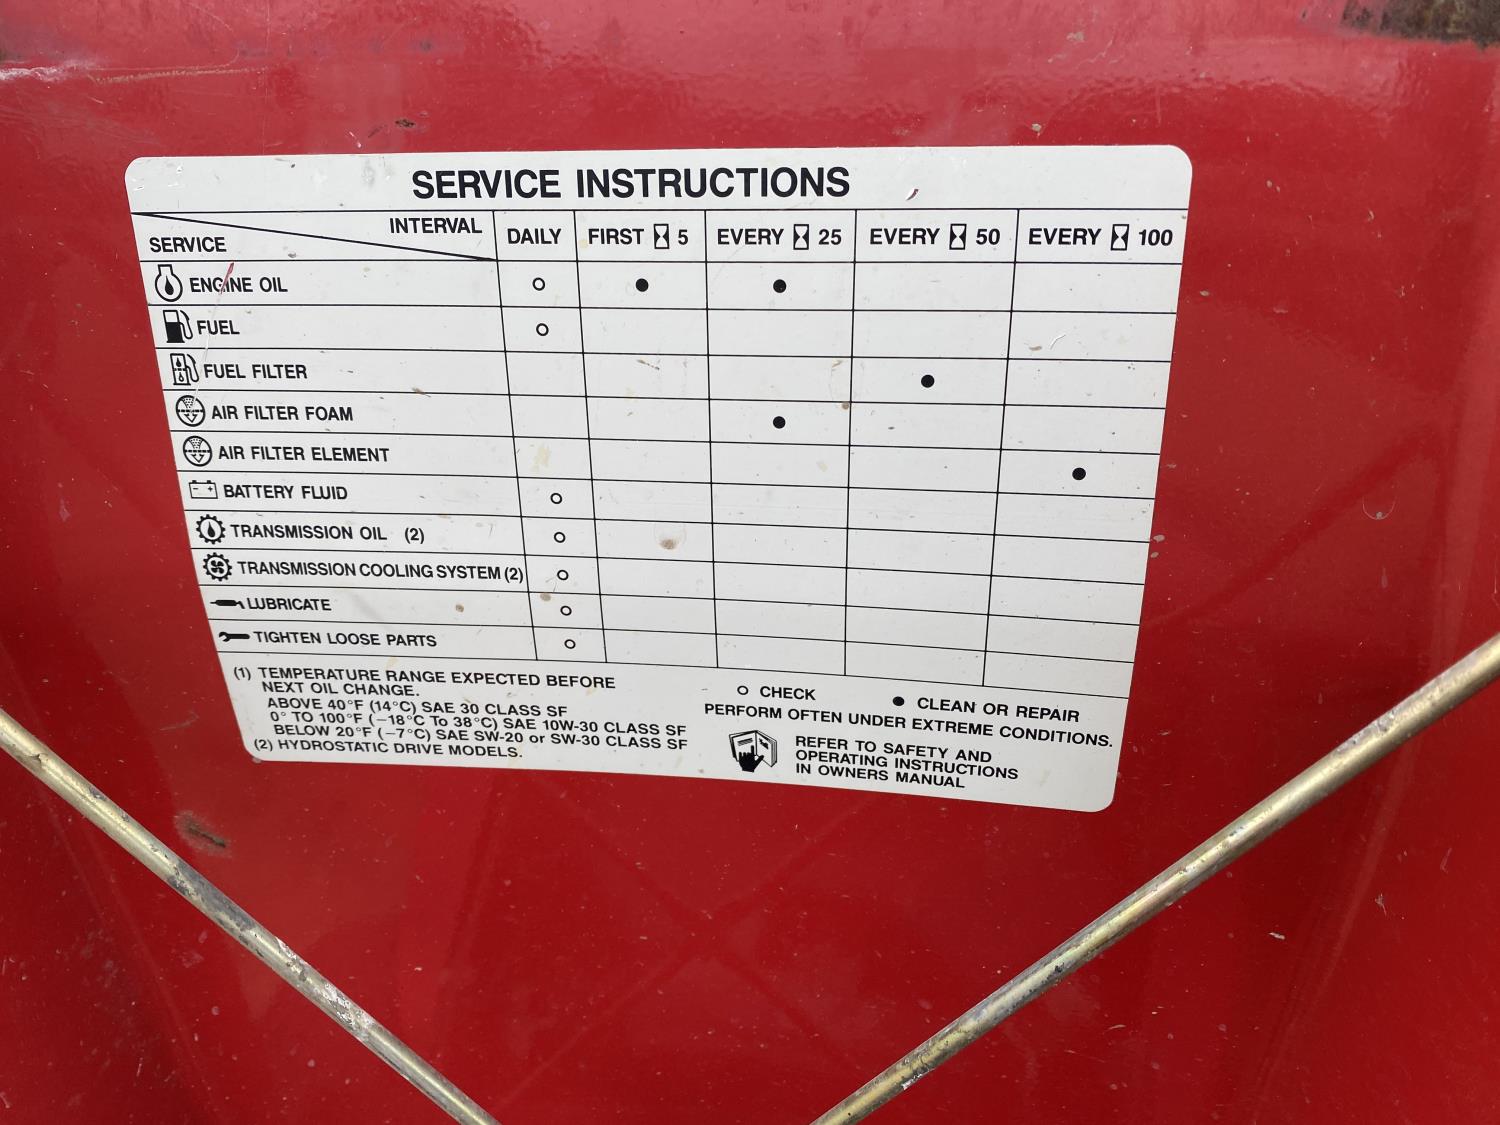 SERVICE INSTRUCTIONS
INTERVAL
SERVICE
DAILY
FIRST 5
EVERY 25
EVERY 50
EVERY 100
ENGINE OIL
FUEL
FUEL FILTER
AIR FILTER FOAM
AIR FILTER ELEMENT
BATTERY FLUID
TRANSMISSION OIL (2)
TRANSMISSION COOLING SYSTEM (2)
LUBRICATE
TIGHTEN LOOSE PARTS
(1) TEMPERATURE RANGE EXPECTED BEFORE
NEXT OIL CHANGE.
ABOVE 40°F (14°C) SAE 30 CLASS SF
0° TO 100°F (−18°C To 38°C) SAE 10W-30 CLASS SF
BELOW 20°F (−7°C) SAE SW-20 or SW-30 CLASS SF
(2) HYDROSTATIC DRIVE MODELS.
CHECK
CLEAN OR REPAIR
PERFORM OFTEN UNDER EXTREME CONDITIONS.
REFER TO SAFETY AND
OPERATING INSTRUCTIONS
IN OWNERS MANUAL